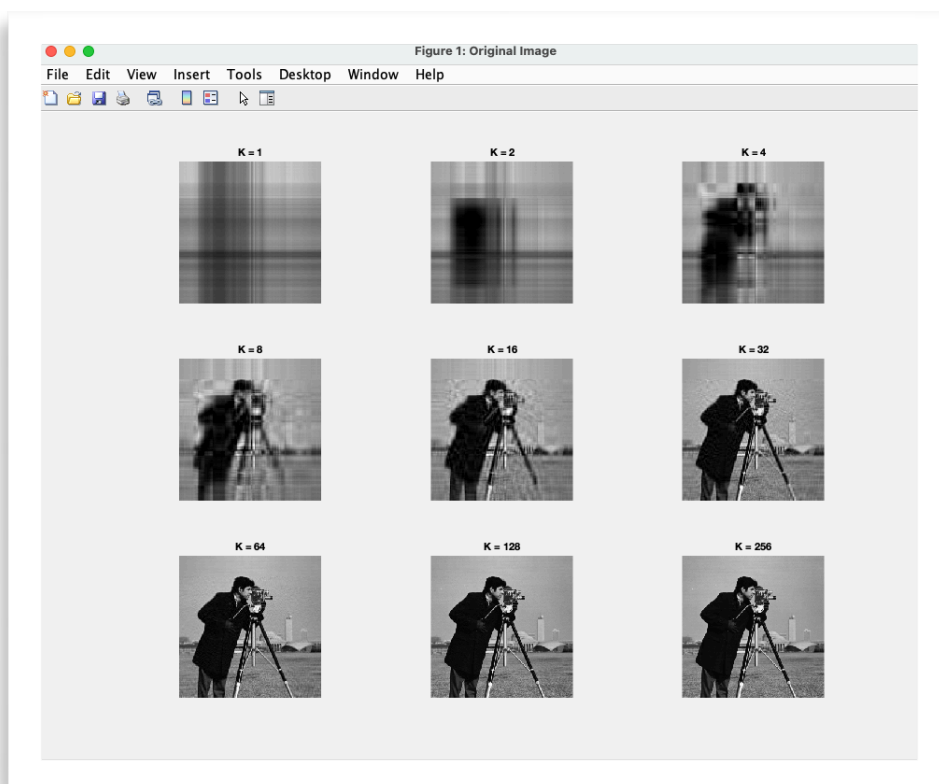 Figure 1: Original Image
File Edit View Insert Tools Desktop Window Help
K = 1
K = 2
K = 4
K = 8
K = 16
K = 32
K = 64
K = 128
K = 256